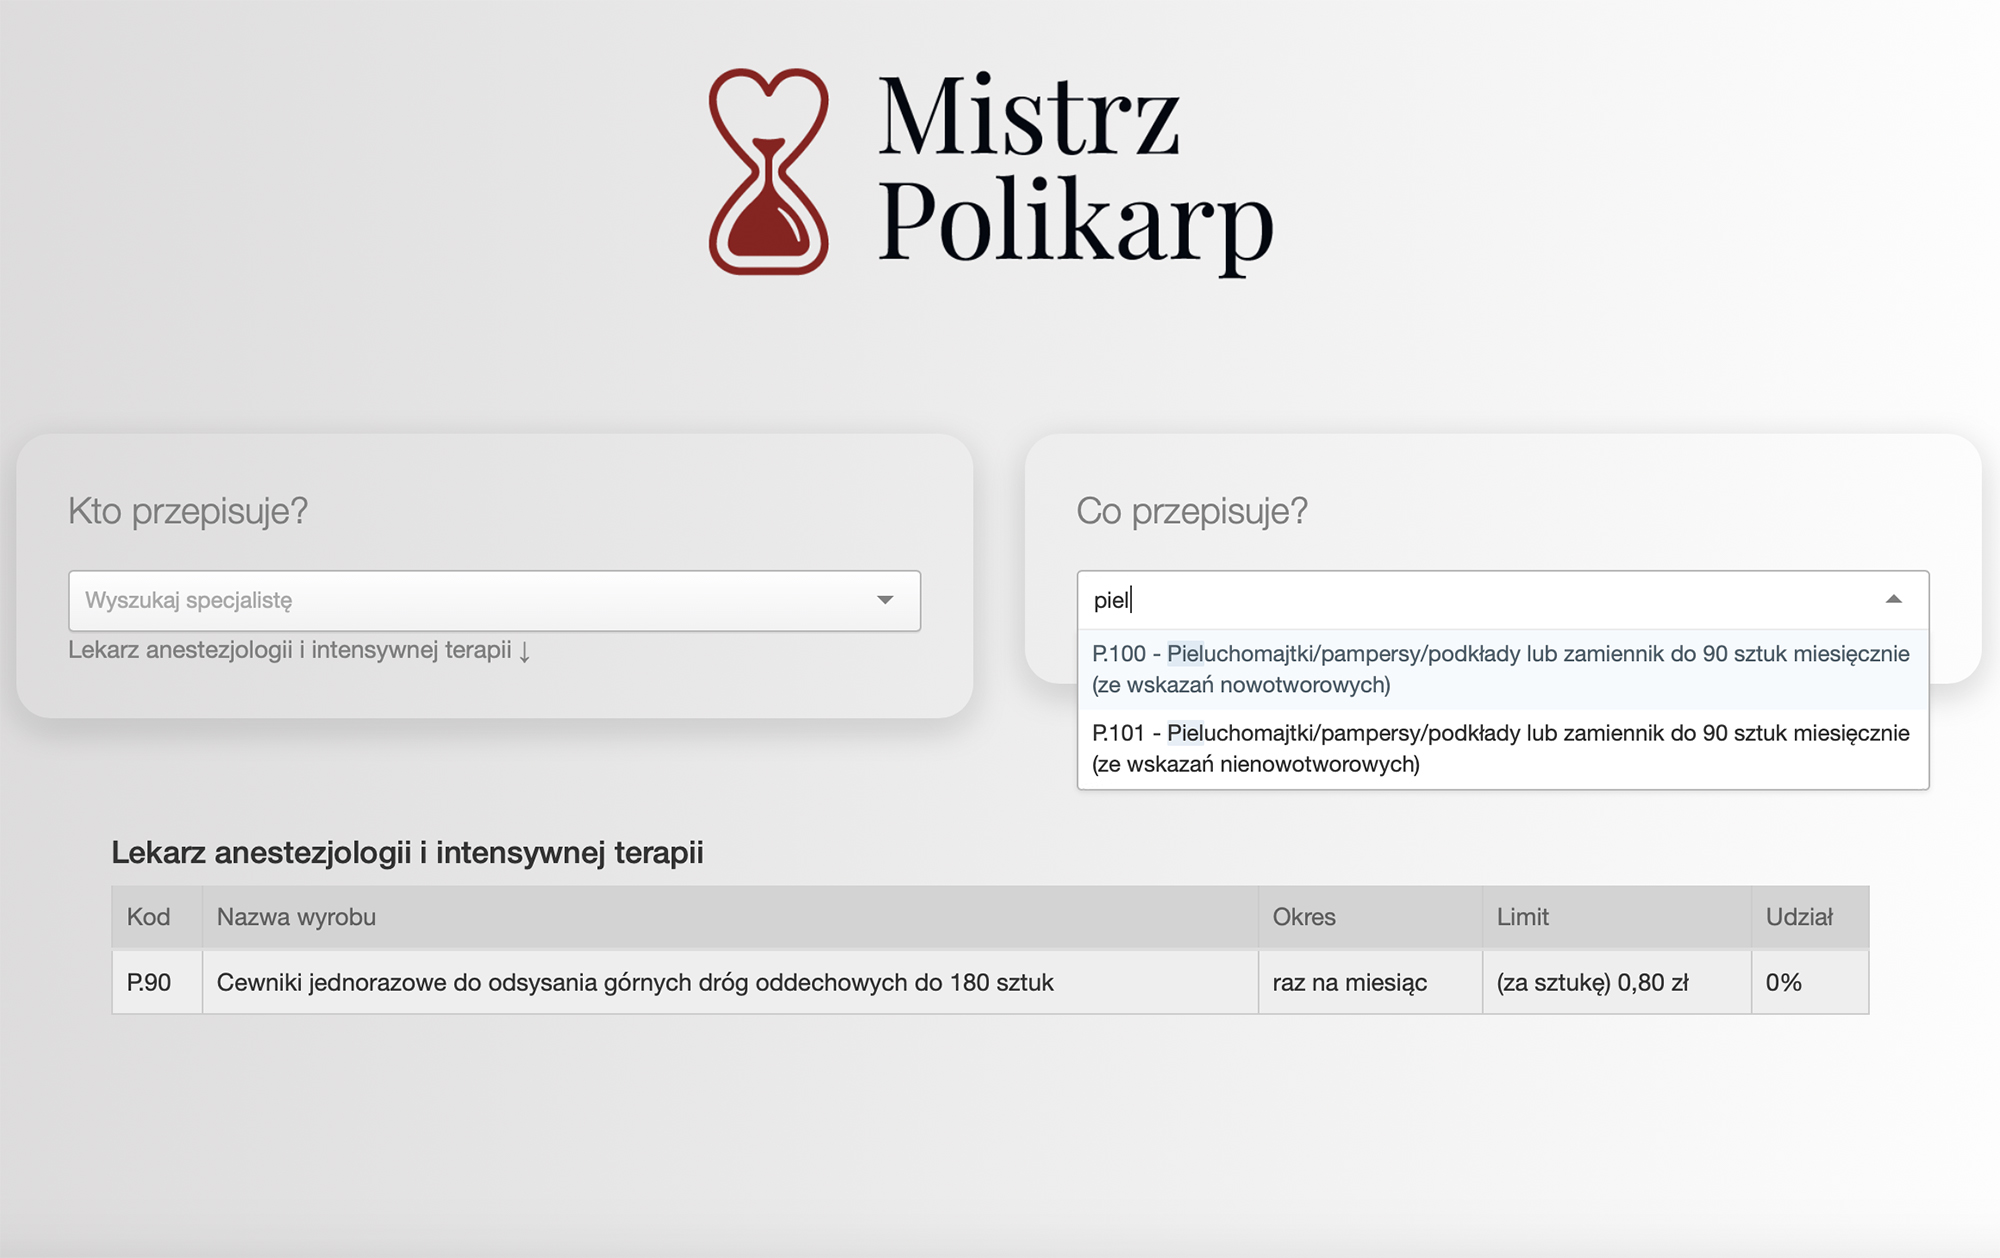 Mistrz
Polikarp
Kto przepisuje?
Wyszukaj specjalistę
Lekarz anestezjologii i intensywnej terapii ↓
Co przepisuje?
piel
P.100 - Pieluchomajtki/pampersy/podkłady lub zamiennik do 90 sztuk miesięcznie
(ze wskazań nowotworowych)
P.101 - Pieluchomajtki/pampersy/podkłady lub zamiennik do 90 sztuk miesięcznie
(ze wskazań nienowotworowych)
Lekarz anestezjologii i intensywnej terapii
Kod Nazwa wyrobu Okres Limit Udział
P.90 Cewniki jednorazowe do odsysania górnych dróg oddechowych do 180 sztuk raz na miesiąc (za sztukę) 0,80 zł 0%